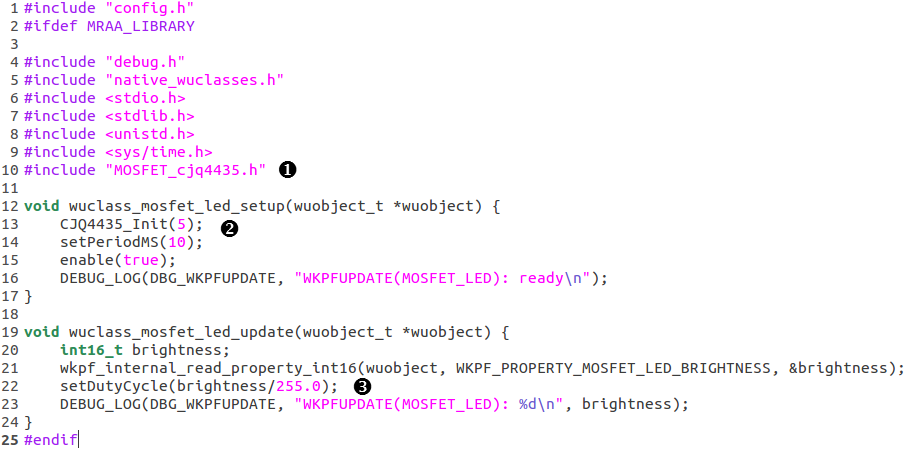 1 #include "config.h"
2 #ifdef MRAA_LIBRARY
3
4 #include "debug.h"
5 #include "native_wuclasses.h"
6 #include <stdio.h>
7 #include <stdlib.h>
8 #include <unistd.h>
9 #include <sys/time.h>
10 #include "MOSFET_cjq4435.h" ❶
11
12 void wuclass_mosfet_led_setup(wuobject_t *wuobject) {
13     CJQ4435_Init(5); ❷
14     setPeriodMS(10);
15     enable(true);
16     DEBUG_LOG(DBG_WKPFUPDATE, "WKPFUPDATE(MOSFET_LED): ready\n");
17 }
18
19 void wuclass_mosfet_led_update(wuobject_t *wuobject) {
20     int16_t brightness;
21     wkpf_internal_read_property_int16(wuobject, WKPF_PROPERTY_MOSFET_LED_BRIGHTNESS, &brightness);
22     setDutyCycle(brightness/255.0); ❸
23     DEBUG_LOG(DBG_WKPFUPDATE, "WKPFUPDATE(MOSFET_LED): %d\n", brightness);
24 }
25 #endif